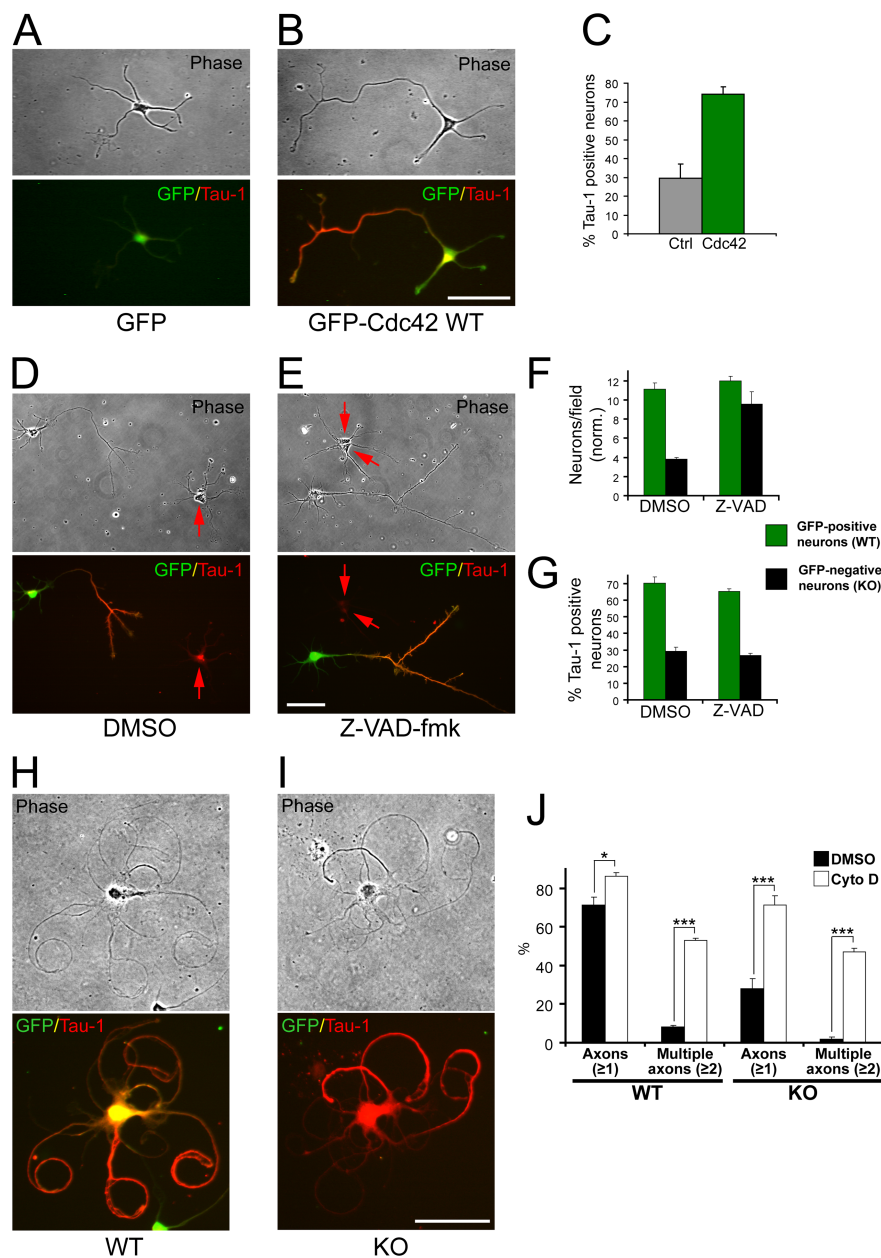 A
Phase
GFP/Tau-1
GFP
B
Phase
GFP/Tau-1
GFP-Cdc42 WT
C
% Tau-1 positive neurons
80
70
60
50
40
30
20
10
0
Ctrl Cdc42
D
Phase
GFP/Tau-1
DMSO
E
Phase
GFP/Tau-1
Z-VAD-fmk
F
Neurons/field
(norm.)
12
10
8
6
4
2
0
DMSO Z-VAD
GFP-positive
neurons (WT)
GFP-negative
neurons (KO)
G
% Tau-1 positive
neurons
70
60
50
40
30
20
10
0
DMSO Z-VAD
H
Phase
GFP/Tau-1
WT
I
Phase
GFP/Tau-1
KO
J
DMSO
Cyto D
%
80
60
40
20
0
*
***
***
***
Axons
(≥1)
Multiple
axons (≥2)
Axons
(≥1)
Multiple
axons (≥2)
WT
KO